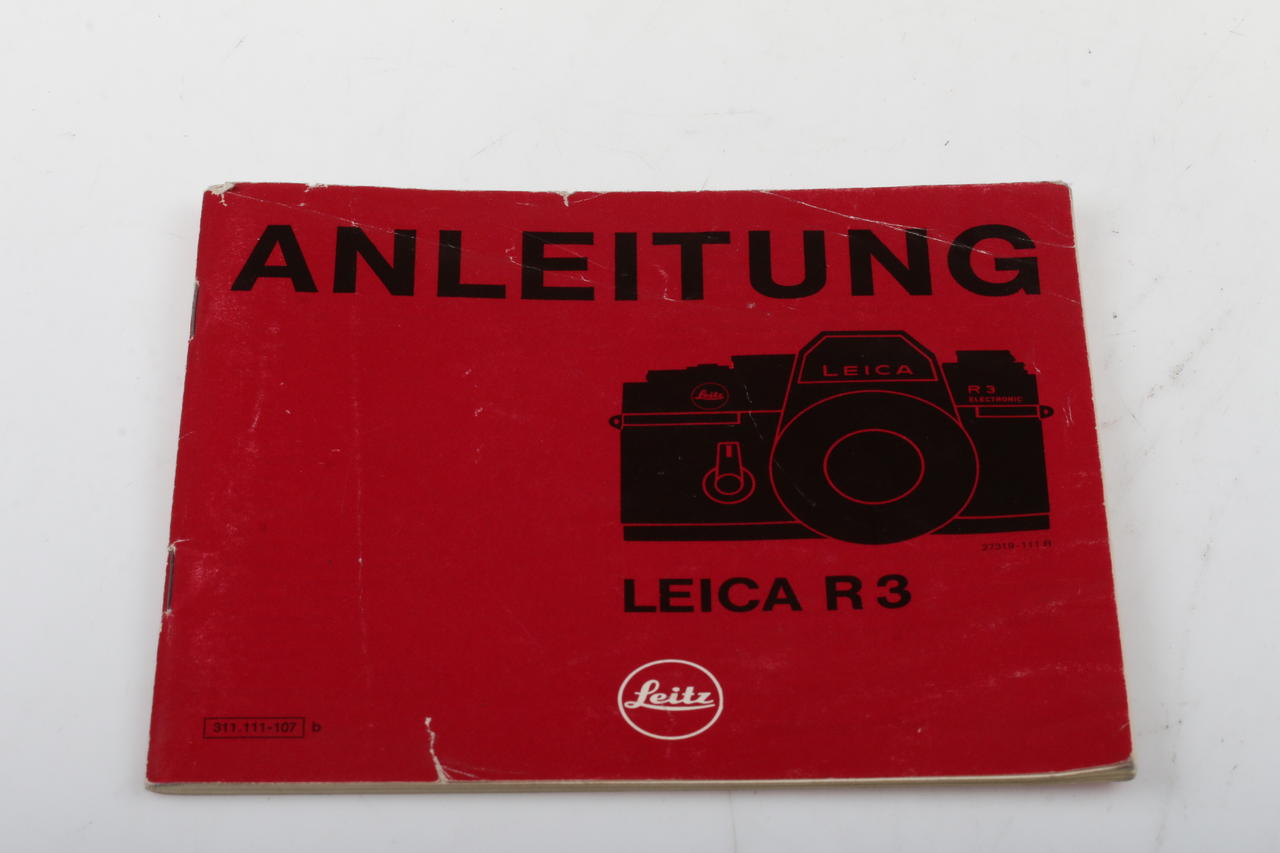 ANLEITUNG
LEICA
Leitz
R 3
ELECTRONIC
27319-111 R
LEICA R 3
Leitz
311.111-107 b